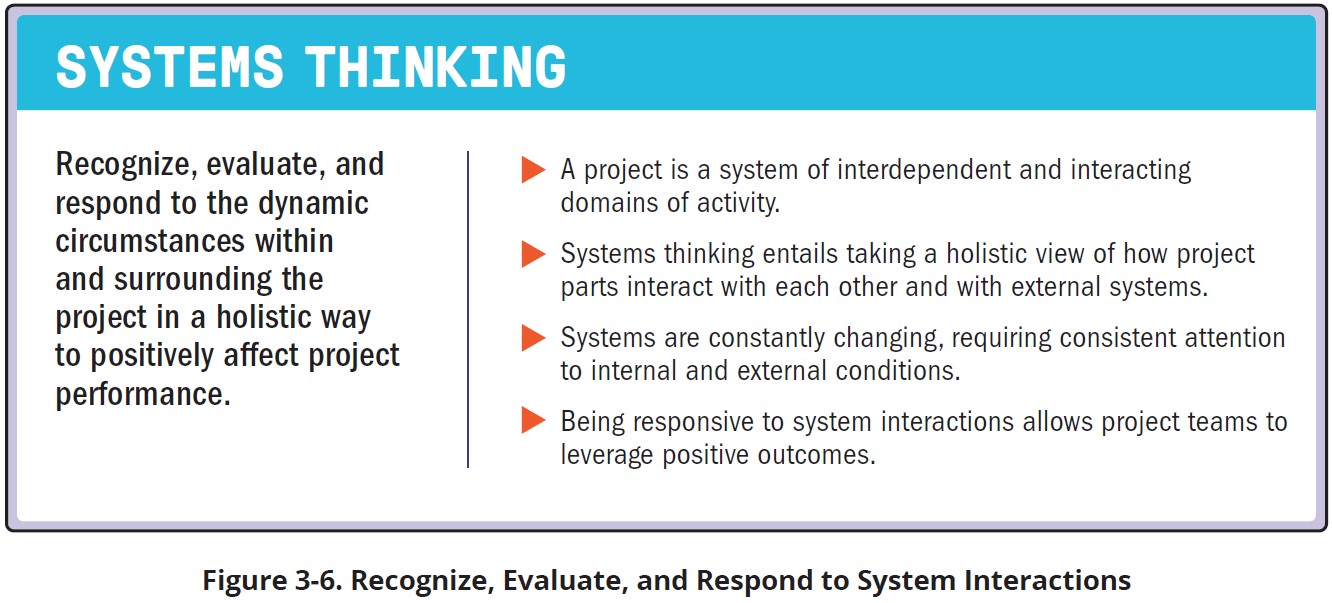 SYSTEMS THINKING
Recognize, evaluate, and
respond to the dynamic
circumstances within
and surrounding the
project in a holistic way
to positively affect project
performance.
A project is a system of interdependent and interacting
domains of activity.
Systems thinking entails taking a holistic view of how project
parts interact with each other and with external systems.
Systems are constantly changing, requiring consistent attention
to internal and external conditions.
Being responsive to system interactions allows project teams to
leverage positive outcomes.
Figure 3-6. Recognize, Evaluate, and Respond to System Interactions